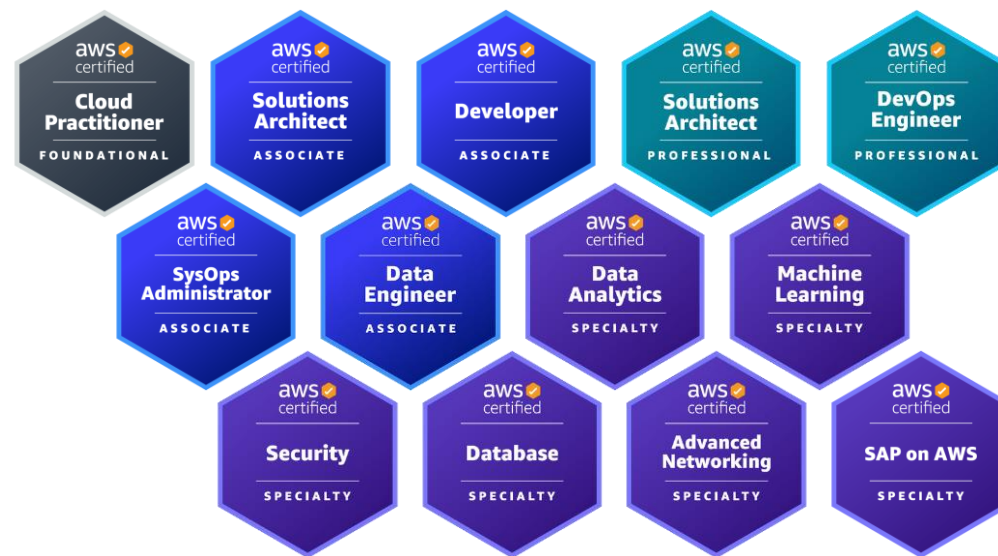 aws
certified
Cloud
Practitioner
FOUNDATIONAL
aws
certified
Solutions
Architect
ASSOCIATE
aws
certified
Developer
ASSOCIATE
aws
certified
Solutions
Architect
PROFESSIONAL
aws
certified
DevOps
Engineer
PROFESSIONAL
aws
certified
SysOps
Administrator
ASSOCIATE
aws
certified
Data
Engineer
ASSOCIATE
aws
certified
Data
Analytics
SPECIALTY
aws
certified
Machine
Learning
SPECIALTY
aws
certified
Security
SPECIALTY
aws
certified
Database
SPECIALTY
aws
certified
Advanced
Networking
SPECIALTY
aws
certified
SAP on AWS
SPECIALTY